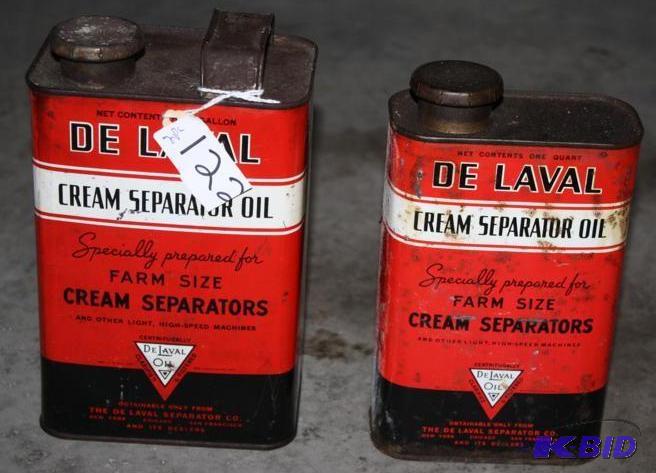 NET CONTENTS GALLON
DE LAVAL
2pc
122
CREAM SEPARATOR OIL
Specially prepared for
FARM SIZE
CREAM SEPARATORS
AND OTHER LIGHT, HIGH-SPEED MACHINES
CENTRIFUGALLY
DE LAVAL
OIL
OBTAINABLE ONLY FROM
THE DE LAVAL SEPARATOR CO.
NEW YORK CHICAGO SAN FRANCISCO
AND ITS DEALERS
NET CONTENTS ONE QUART
DE LAVAL
CREAM SEPARATOR OIL
Specially prepared for
FARM SIZE
CREAM SEPARATORS
AND OTHER LIGHT, HIGH-SPEED MACHINES
CENTRIFUGALLY
DE LAVAL
OIL
OBTAINABLE ONLY FROM
THE DE LAVAL SEPARATOR CO.
NEW YORK CHICAGO SAN FRANCISCO
AND ITS DEALERS
K-BID